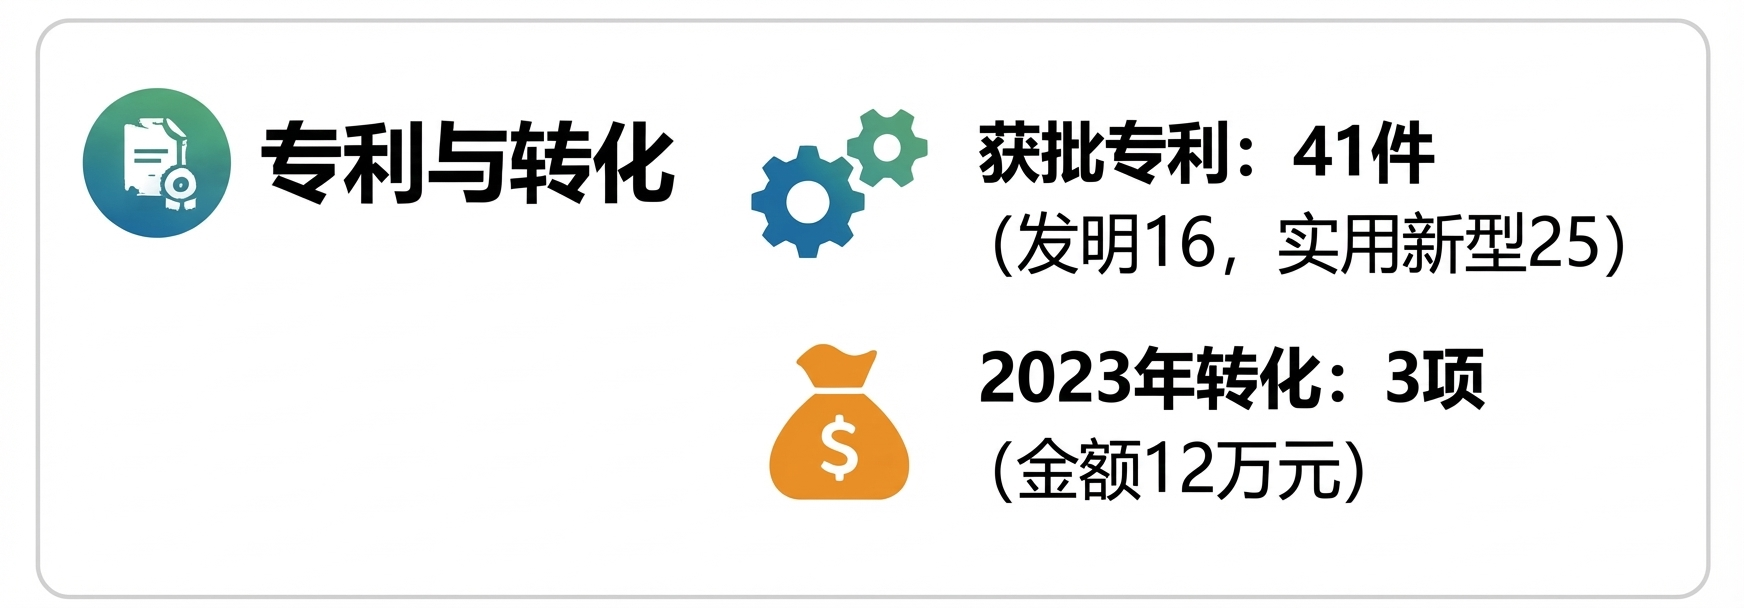 专利与转化
获批专利：41件
（发明16，实用新型25）
2023年转化：3项
（金额12万元）
$